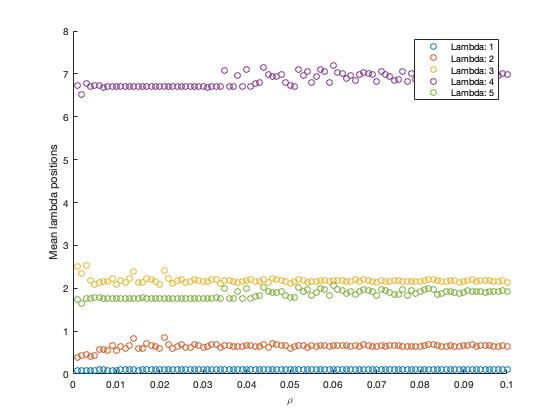 8
7
6
5
4
3
2
1
0
Mean lambda positions
0 0.01 0.02 0.03 0.04 0.05 0.06 0.07 0.08 0.09 0.1
ρ
Lambda: 1
Lambda: 2
Lambda: 3
Lambda: 4
Lambda: 5